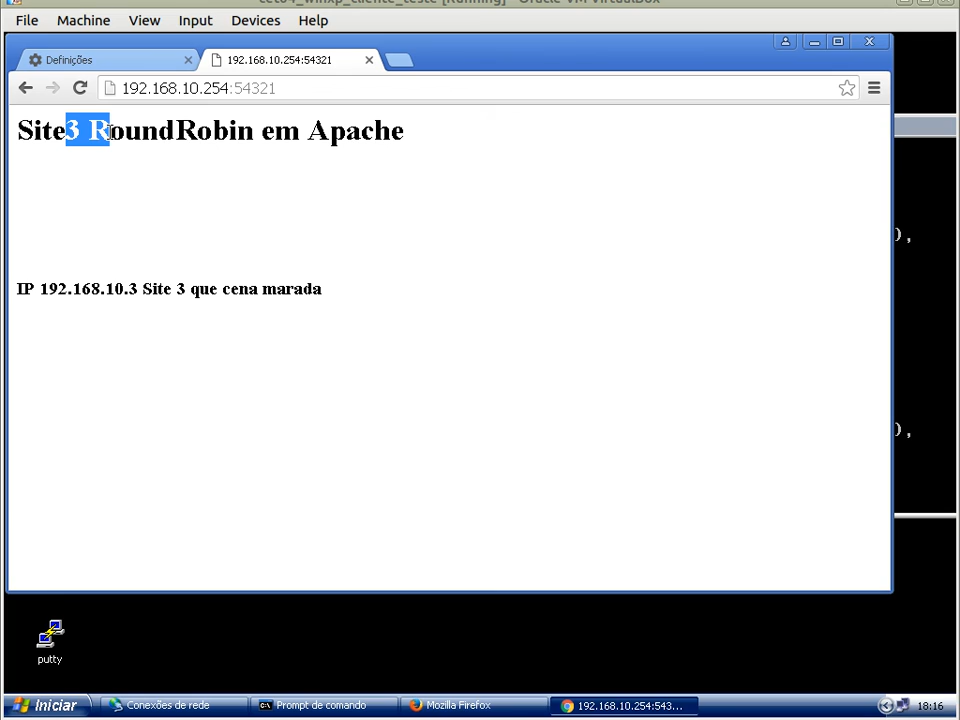 File Machine View Input Devices Help
Definições
192.168.10.254:54321
192.168.10.254:54321
Site3 RoundRobin em Apache
),
IP 192.168.10.3 Site 3 que cena marada
),
putty
Iniciar
Conexões de rede
Prompt de comando
Mozilla Firefox
192.168.10.254:543...
18:16